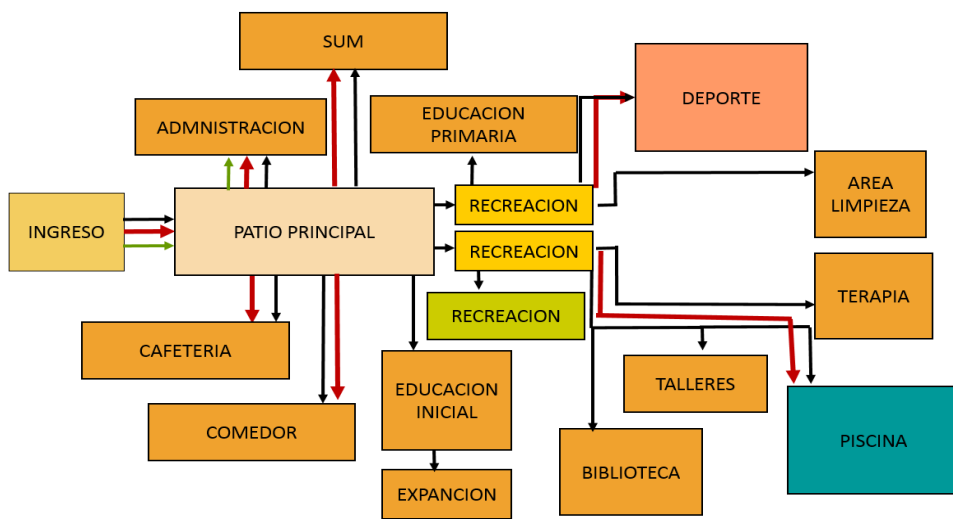 SUM
ADMNISTRACION
EDUCACION
PRIMARIA
DEPORTE
INGRESO
PATIO PRINCIPAL
RECREACION
AREA
LIMPIEZA
RECREACION
RECREACION
TERAPIA
CAFETERIA
EDUCACION
INICIAL
TALLERES
COMEDOR
PISCINA
BIBLIOTECA
EXPANCION